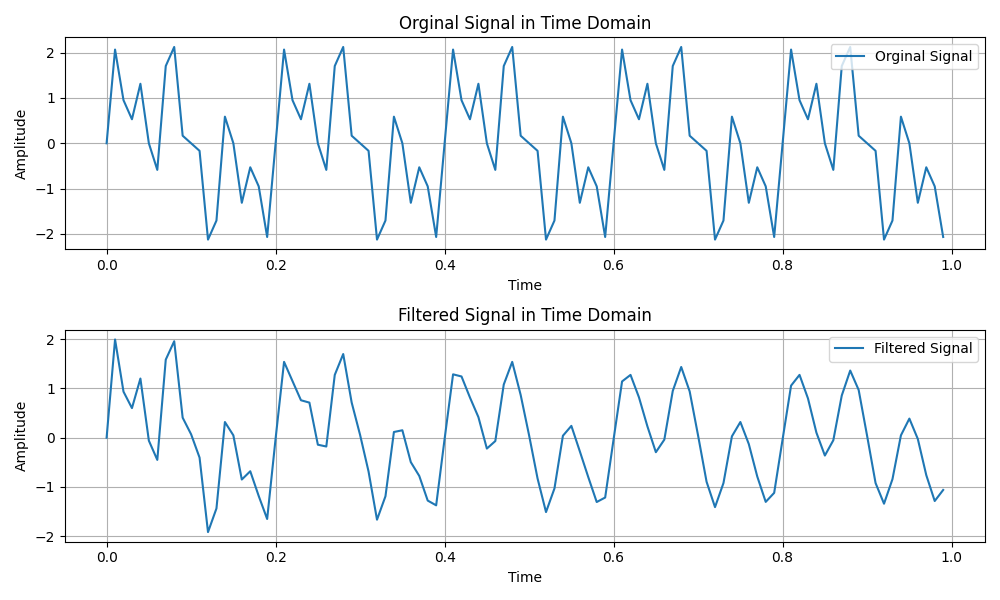 Orginal Signal in Time Domain
Orginal Signal
Amplitude
2
1
0
−1
−2
0.0 0.2 0.4 0.6 0.8 1.0
Time
Filtered Signal in Time Domain
Filtered Signal
Amplitude
2
1
0
−1
−2
0.0 0.2 0.4 0.6 0.8 1.0
Time